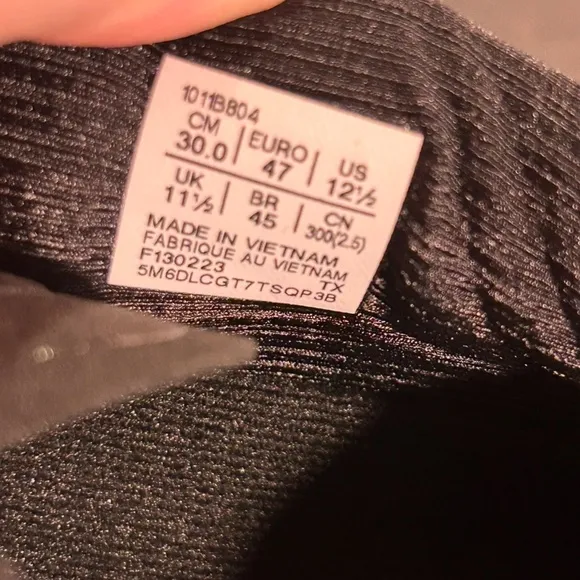 1011B804
CM 30.0 | EURO 47 | US 12½
UK 11½ | BR 45 | CN 300(2.5)
MADE IN VIETNAM
FABRIQUE AU VIETNAM
F130223 TX
5M6DLCGT7TSQP3B